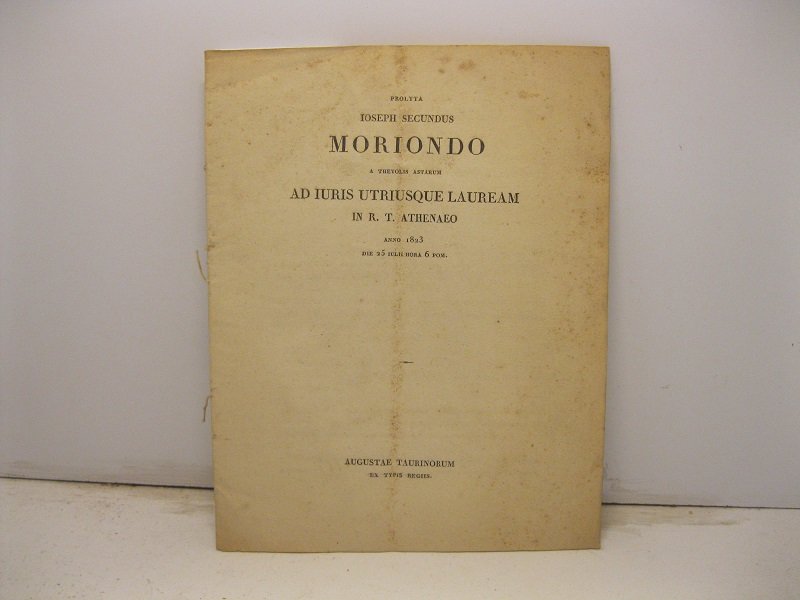 PROLYTA
IOSEPH SECUNDUS
MORIONDO
A TREVOLIS ASTARUM
AD IURIS UTRIUSQUE LAUREAM
IN R. T. ATHENAEO
ANNO 1823
DIE 25 IULII HORA 6 POM.
AUGUSTAE TAURINORUM
EX TYPIS REGIIS.